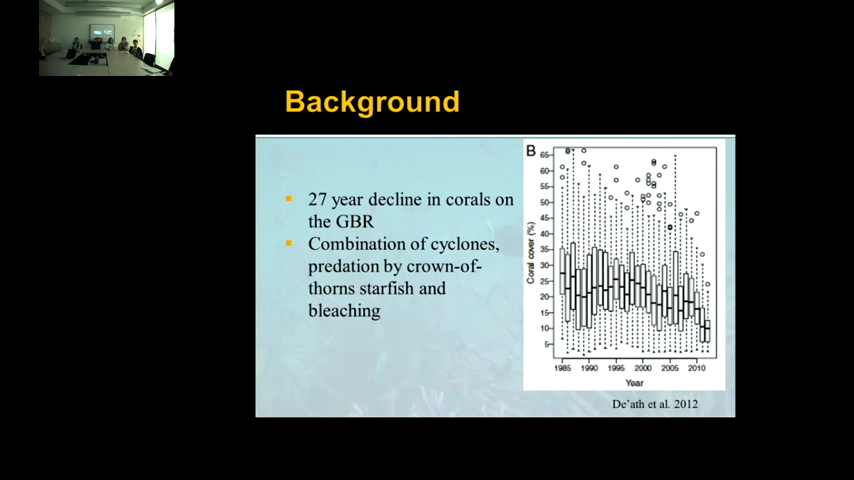 Background
27 year decline in corals on
the GBR
Combination of cyclones,
predation by crown-of-
thorns starfish and
bleaching
B
Coral cover (%)
65
60
55
50
45
40
35
30
25
20
15
10
5
1985 1990 1995 2000 2005 2010
Year
De'ath et al. 2012